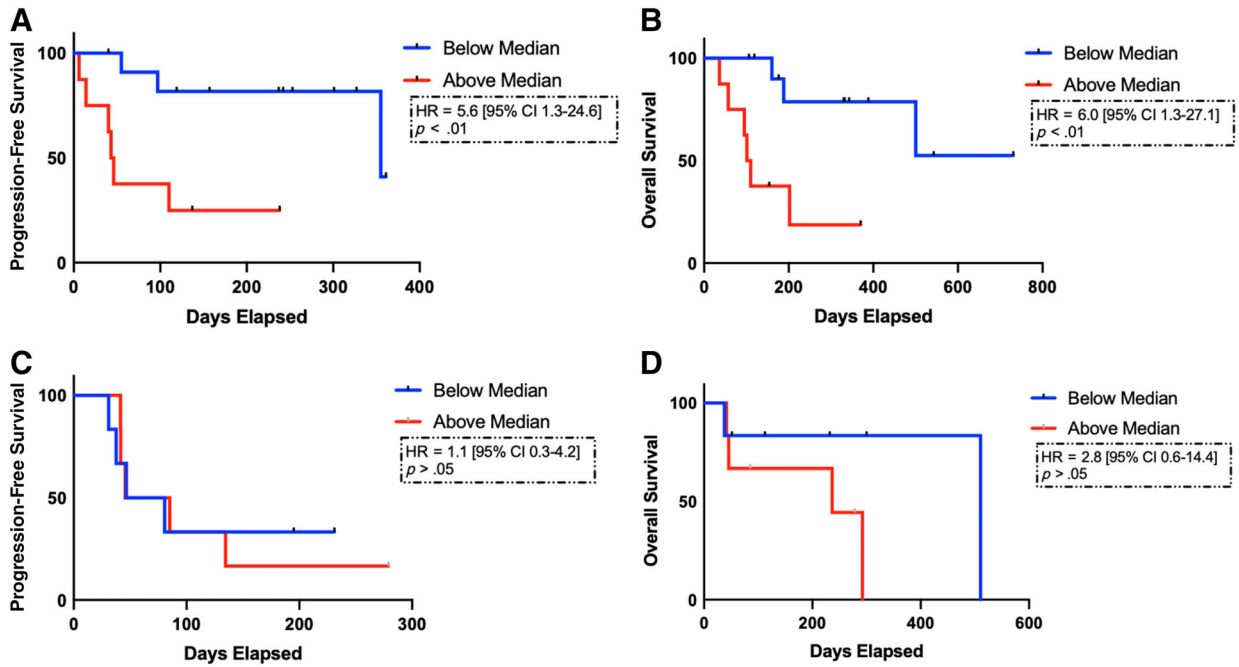 A
Progression-Free Survival
100
50
0
0 100 200 300 400
Days Elapsed
Below Median
Above Median
HR = 5.6 [95% CI 1.3-24.6]
p < .01
B
Overall Survival
100
50
0
0 200 400 600 800
Days Elapsed
Below Median
Above Median
HR = 6.0 [95% CI 1.3-27.1]
p < .01
C
Progression-Free Survival
100
50
0
0 100 200 300
Days Elapsed
Below Median
Above Median
HR = 1.1 [95% CI 0.3-4.2]
p > .05
D
Overall Survival
100
50
0
0 200 400 600
Days Elapsed
Below Median
Above Median
HR = 2.8 [95% CI 0.6-14.4]
p > .05